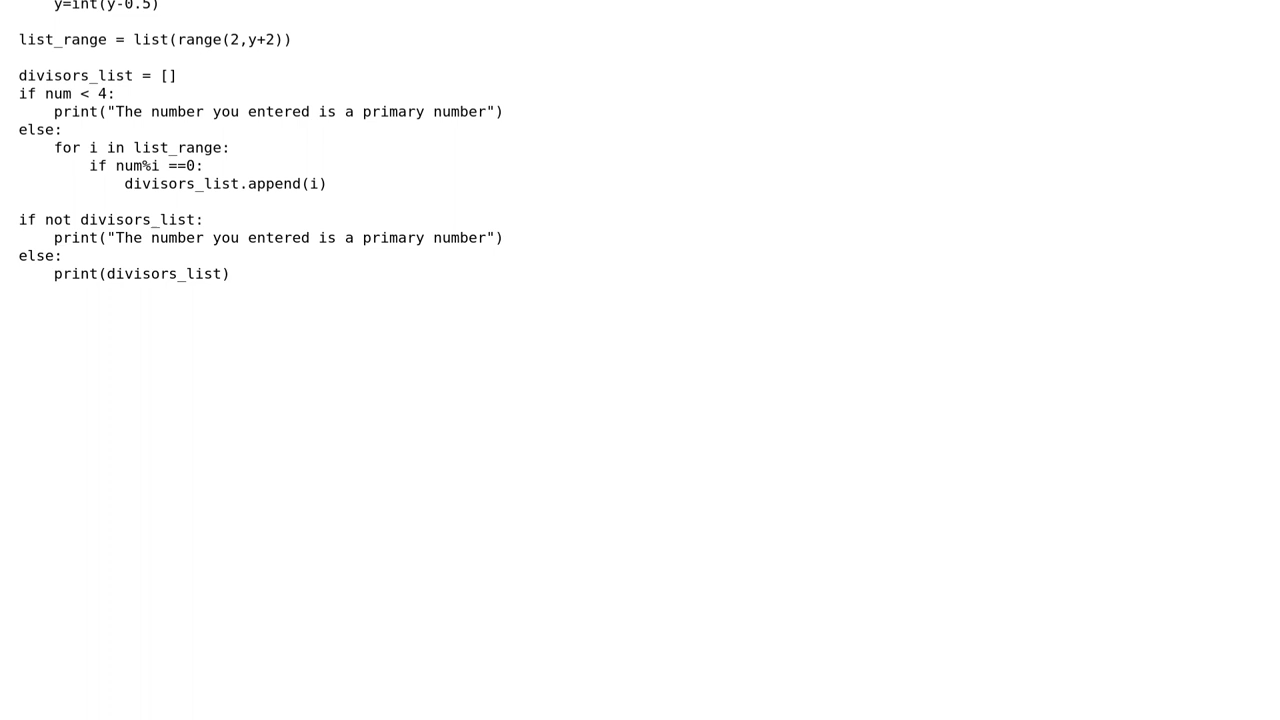 y=int(y-0.5)

list_range = list(range(2,y+2))

divisors_list = []
if num < 4:
    print("The number you entered is a primary number")
else:
    for i in list_range:
        if num%i ==0:
            divisors_list.append(i)

if not divisors_list:
    print("The number you entered is a primary number")
else:
    print(divisors_list)